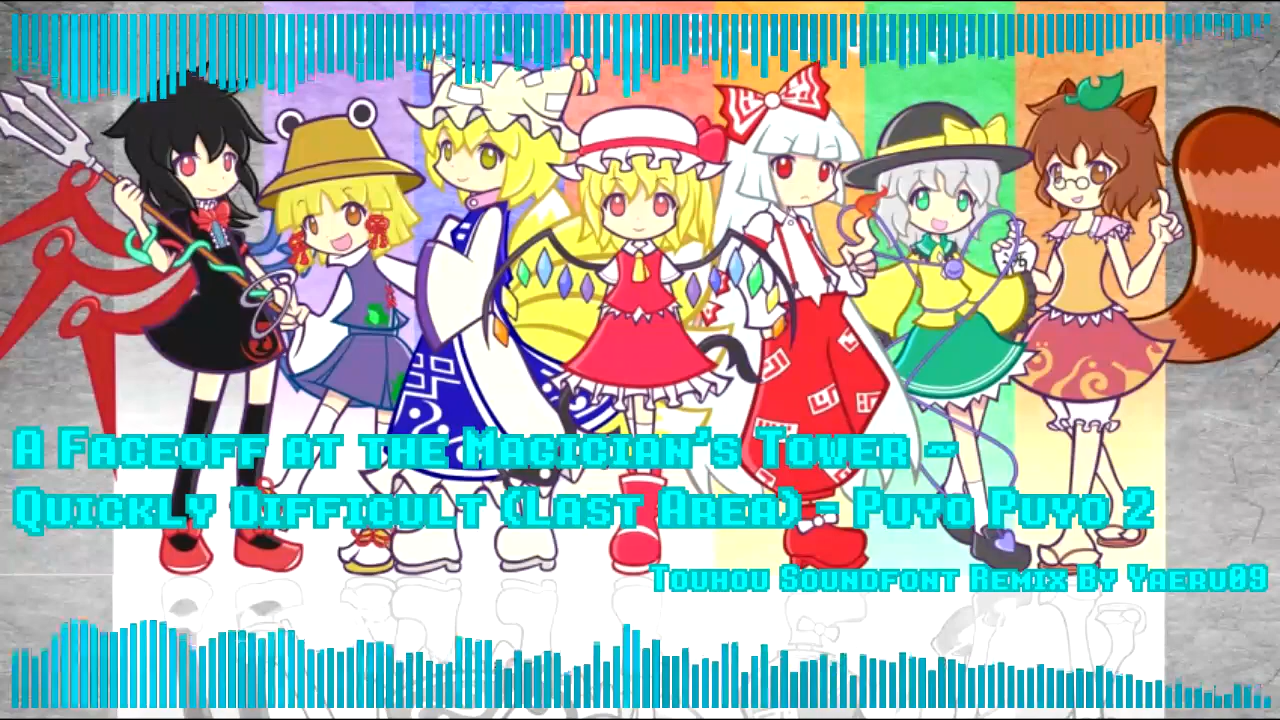 A Faceoff at the Magician's Tower ~
Quickly Difficult (Last Area) - Puyo Puyo 2
Touhou Soundfont Remix By Yaeru09